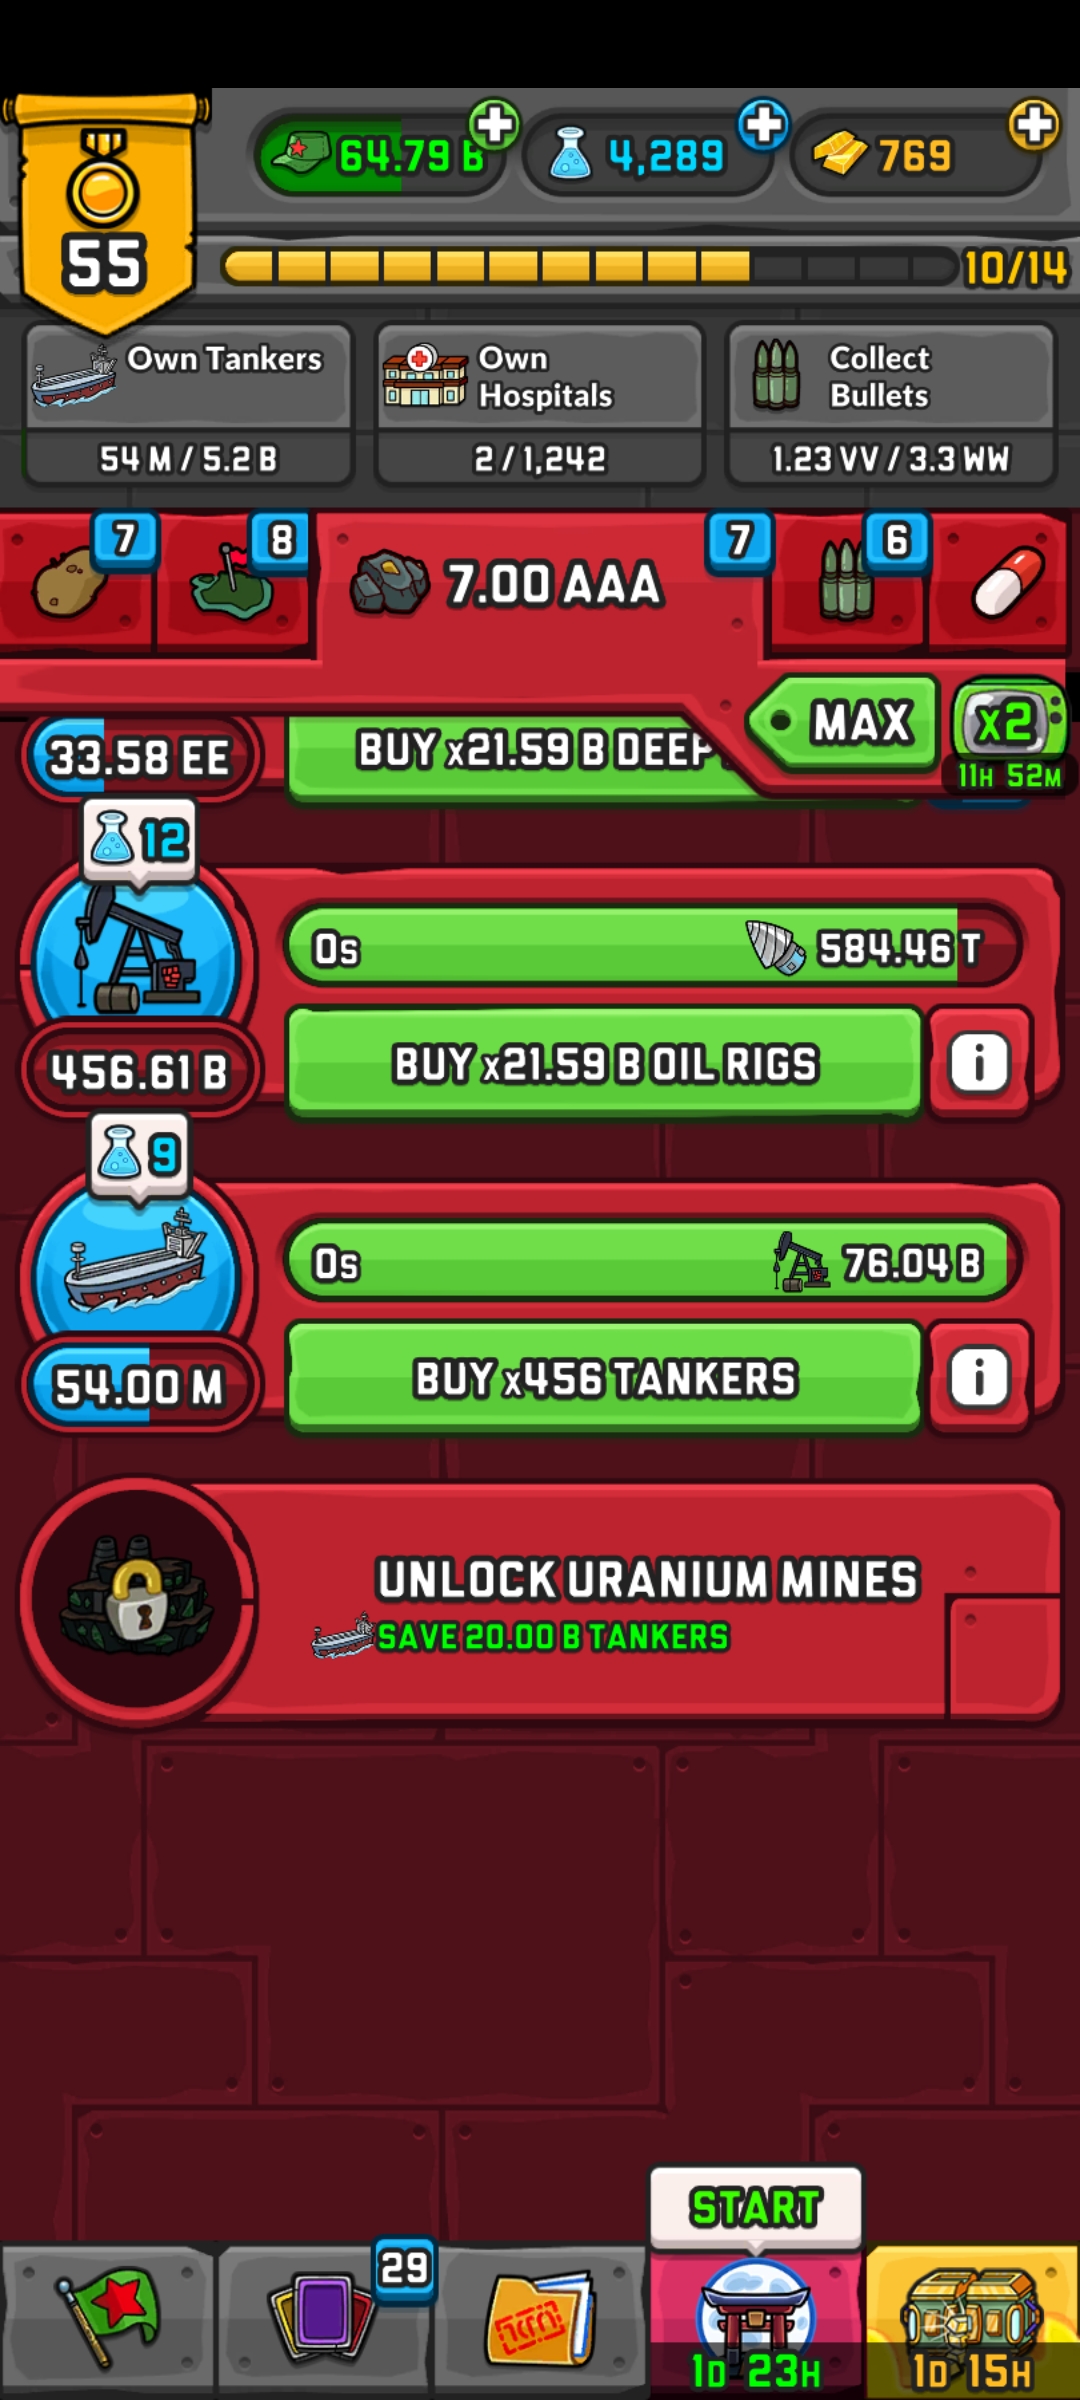 64.79 B
4,289
769
55
10/14
Own Tankers
54 M / 5.2 B
Own
Hospitals
2 / 1,242
Collect
Bullets
1.23 VV / 3.3 WW
7
8
7.00 AAA
7
6
MAX
x2
11H 52M
33.58 EE
BUY x21.59 B DEEP
12
0s
584.46 T
456.61 B
BUY x21.59 B OIL RIGS
i
9
0s
76.04 B
54.00 M
BUY x456 TANKERS
i
UNLOCK URANIUM MINES
SAVE 20.00 B TANKERS
START
29
1D 23H
1D 15H